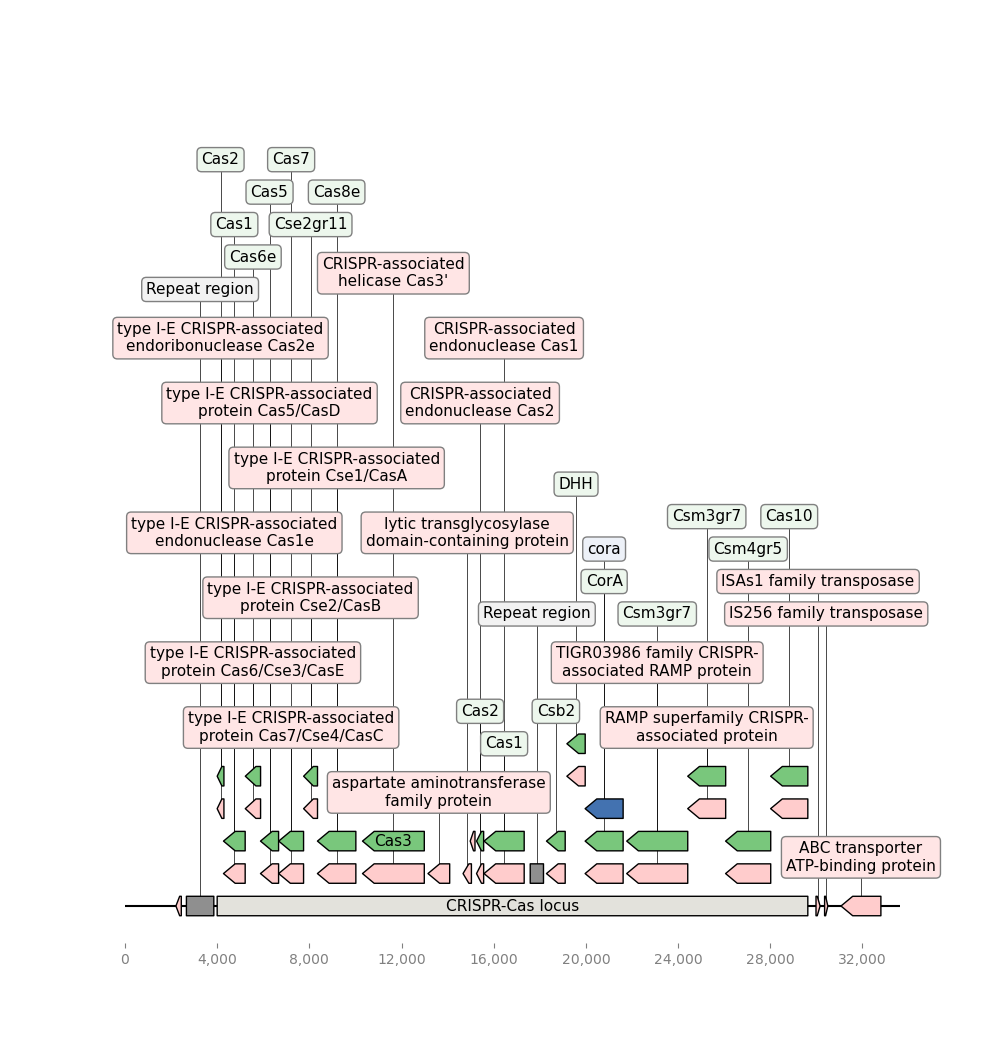 Cas2
Cas7
Cas5
Cas8e
Cas1
Cse2gr11
Cas6e
CRISPR-associated
helicase Cas3'
Repeat region
type I-E CRISPR-associated
endoribonuclease Cas2e
CRISPR-associated
endonuclease Cas1
type I-E CRISPR-associated
protein Cas5/CasD
CRISPR-associated
endonuclease Cas2
type I-E CRISPR-associated
protein Cse1/CasA
DHH
Csm3gr7
Cas10
type I-E CRISPR-associated
endonuclease Cas1e
lytic transglycosylase
domain-containing protein
cora
Csm4gr5
CorA
ISAs1 family transposase
type I-E CRISPR-associated
protein Cse2/CasB
Repeat region
Csm3gr7
IS256 family transposase
type I-E CRISPR-associated
protein Cas6/Cse3/CasE
TIGR03986 family CRISPR-
associated RAMP protein
type I-E CRISPR-associated
protein Cas7/Cse4/CasC
Cas2
Csb2
RAMP superfamily CRISPR-
associated protein
Cas1
aspartate aminotransferase
family protein
Cas3
ABC transporter
ATP-binding protein
CRISPR-Cas locus
0
4,000
8,000
12,000
16,000
20,000
24,000
28,000
32,000